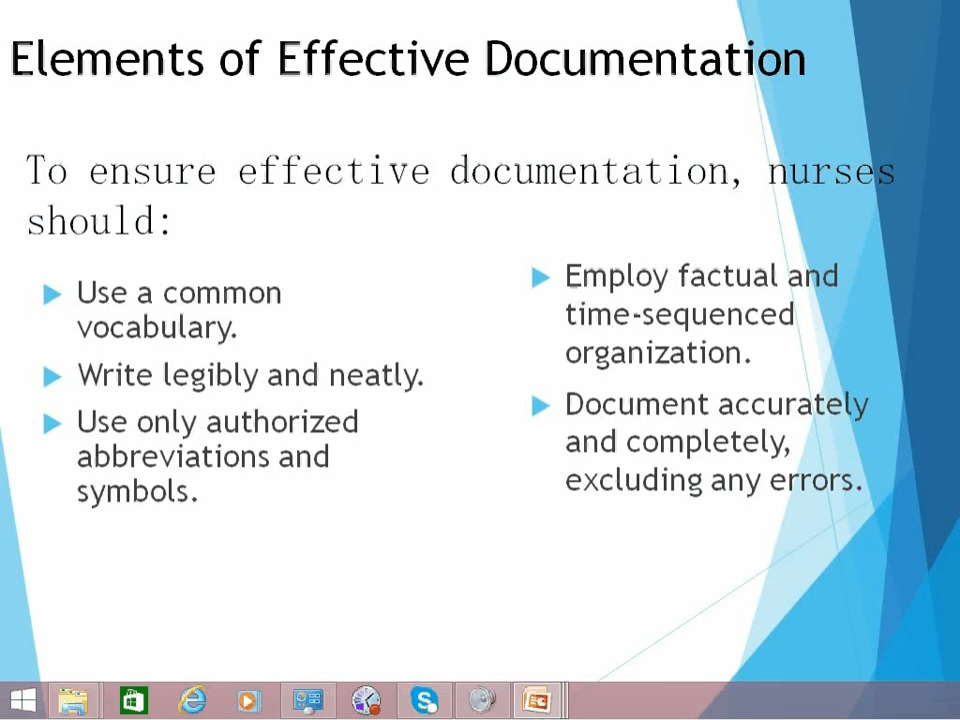 Elements of Effective Documentation
To ensure effective documentation, nurses
should:
Use a common
vocabulary.
Write legibly and neatly.
Use only authorized
abbreviations and
symbols.
Employ factual and
time-sequenced
organization.
Document accurately
and completely,
excluding any errors.